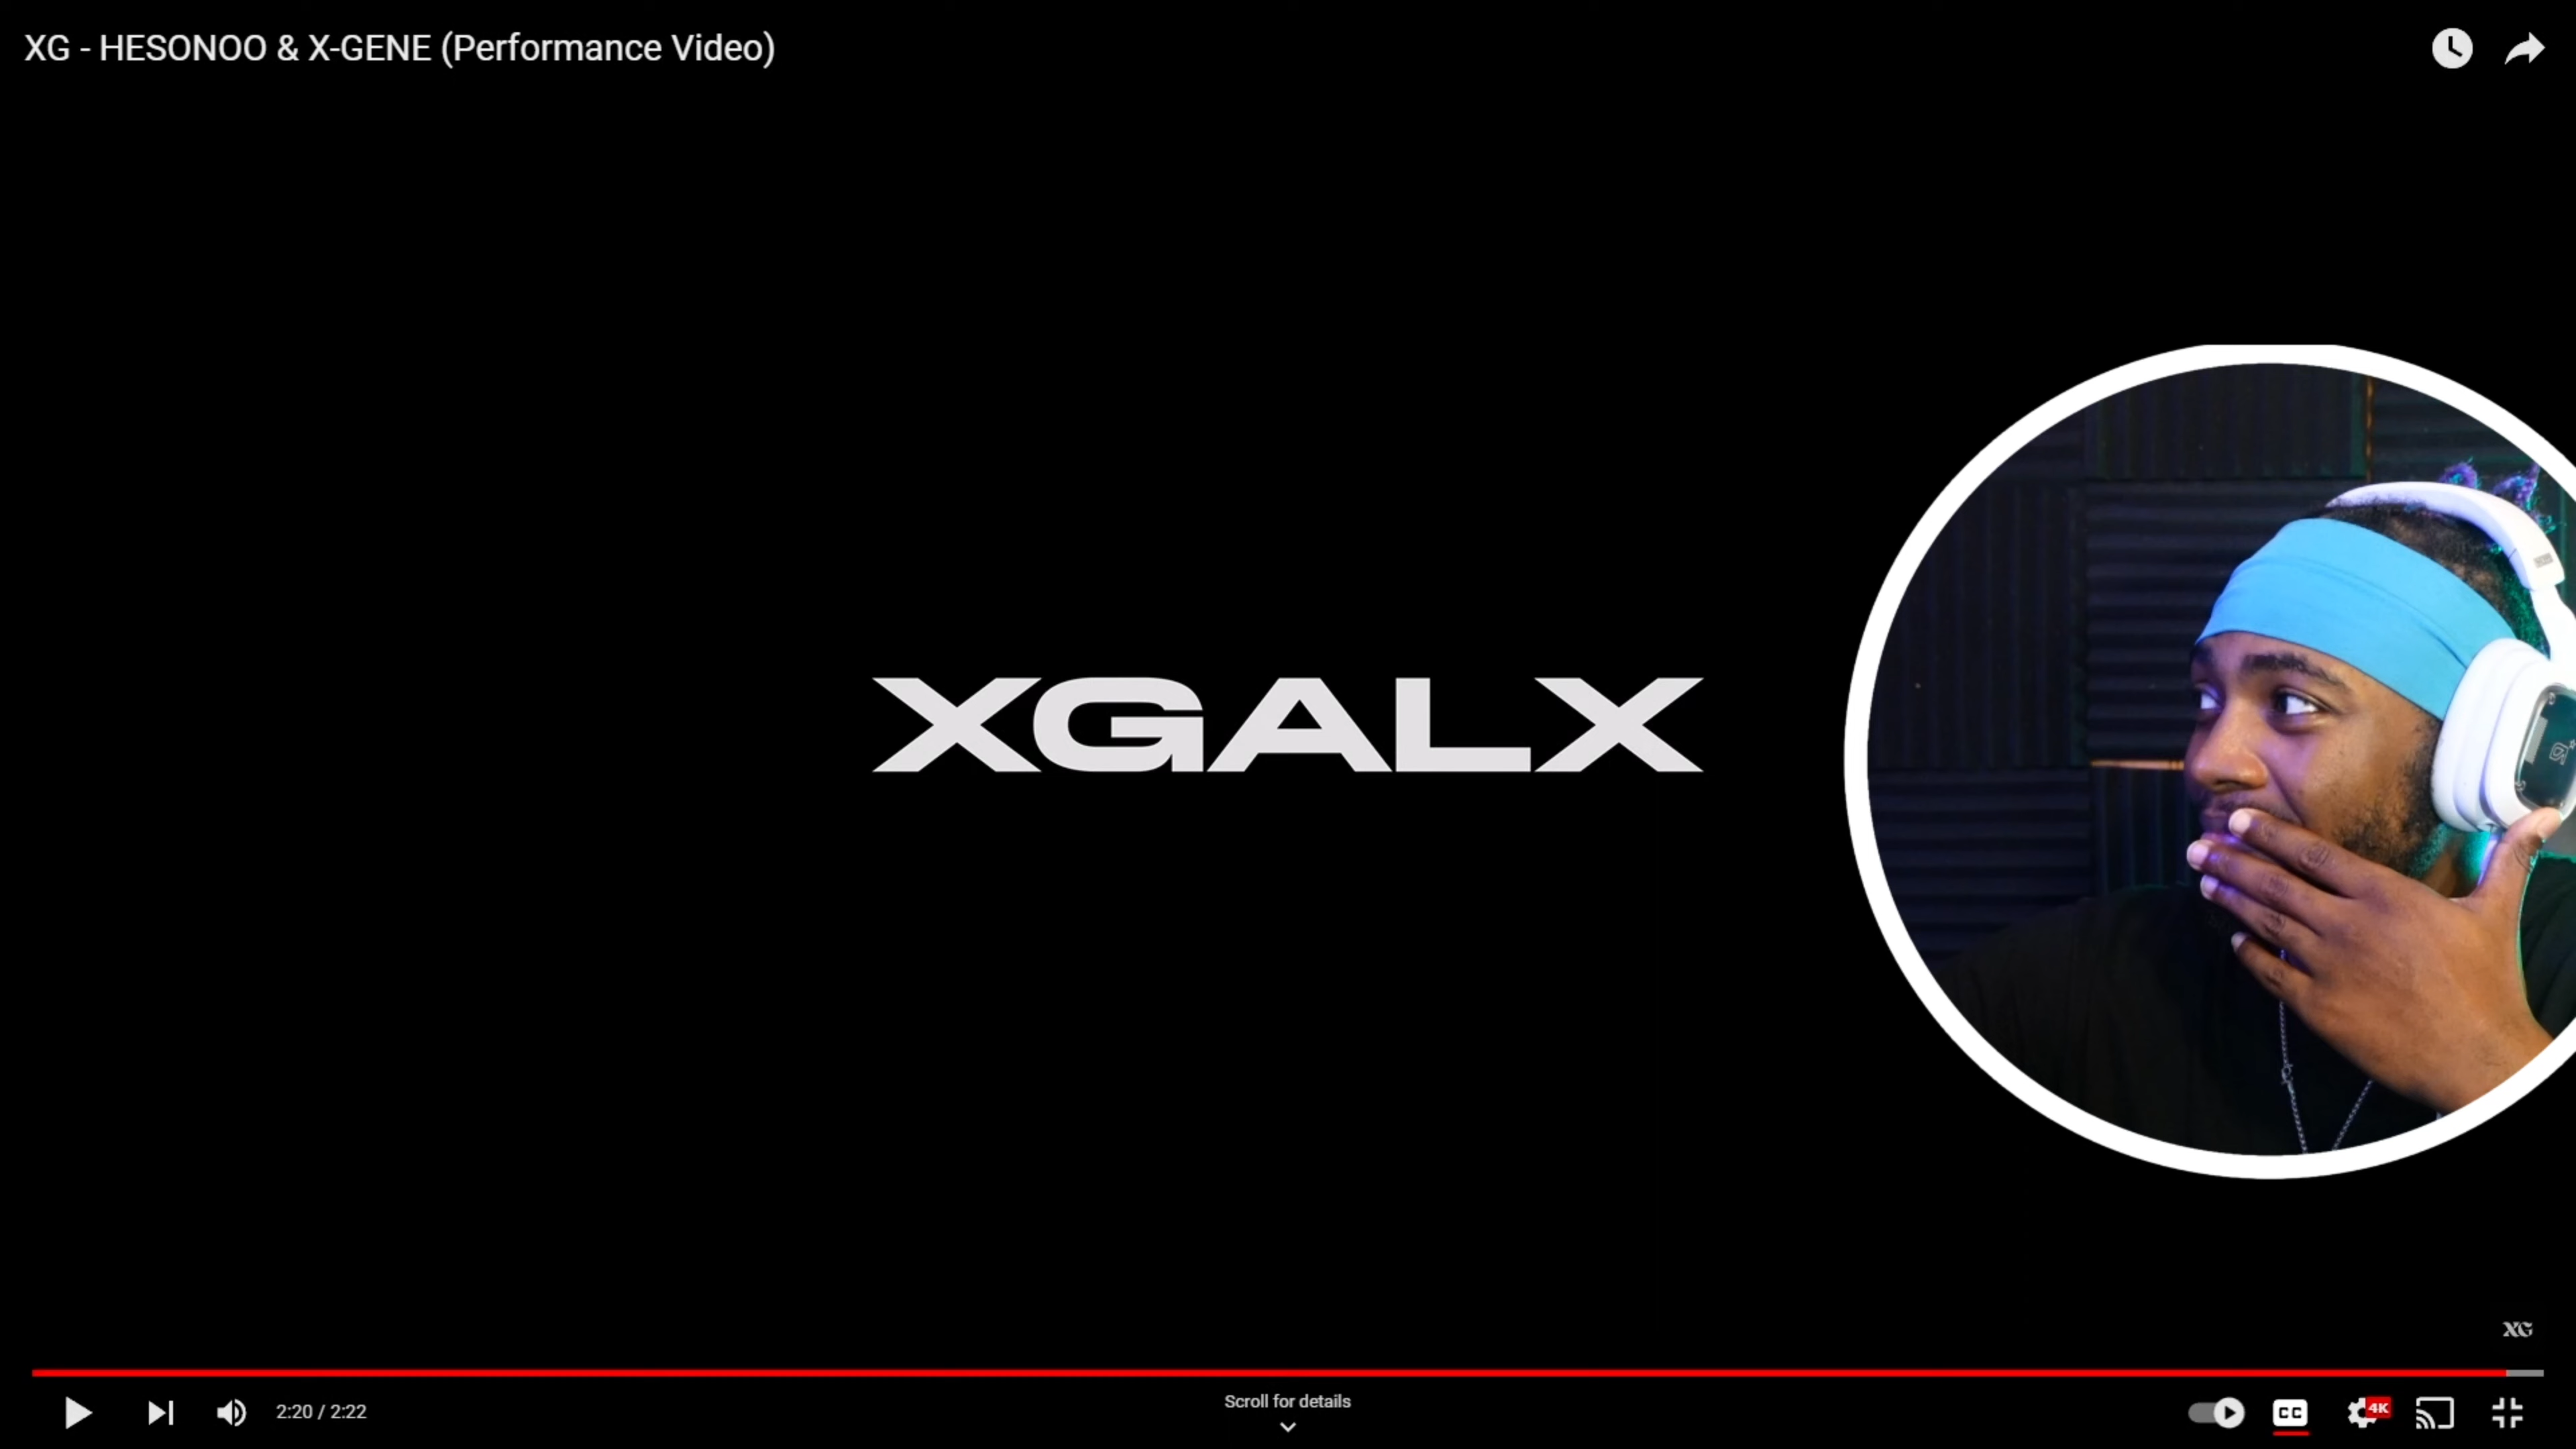 XG - HESONOO & X-GENE (Performance Video)
XGALX
XG
2:20 / 2:22
Scroll for details
CC
4K